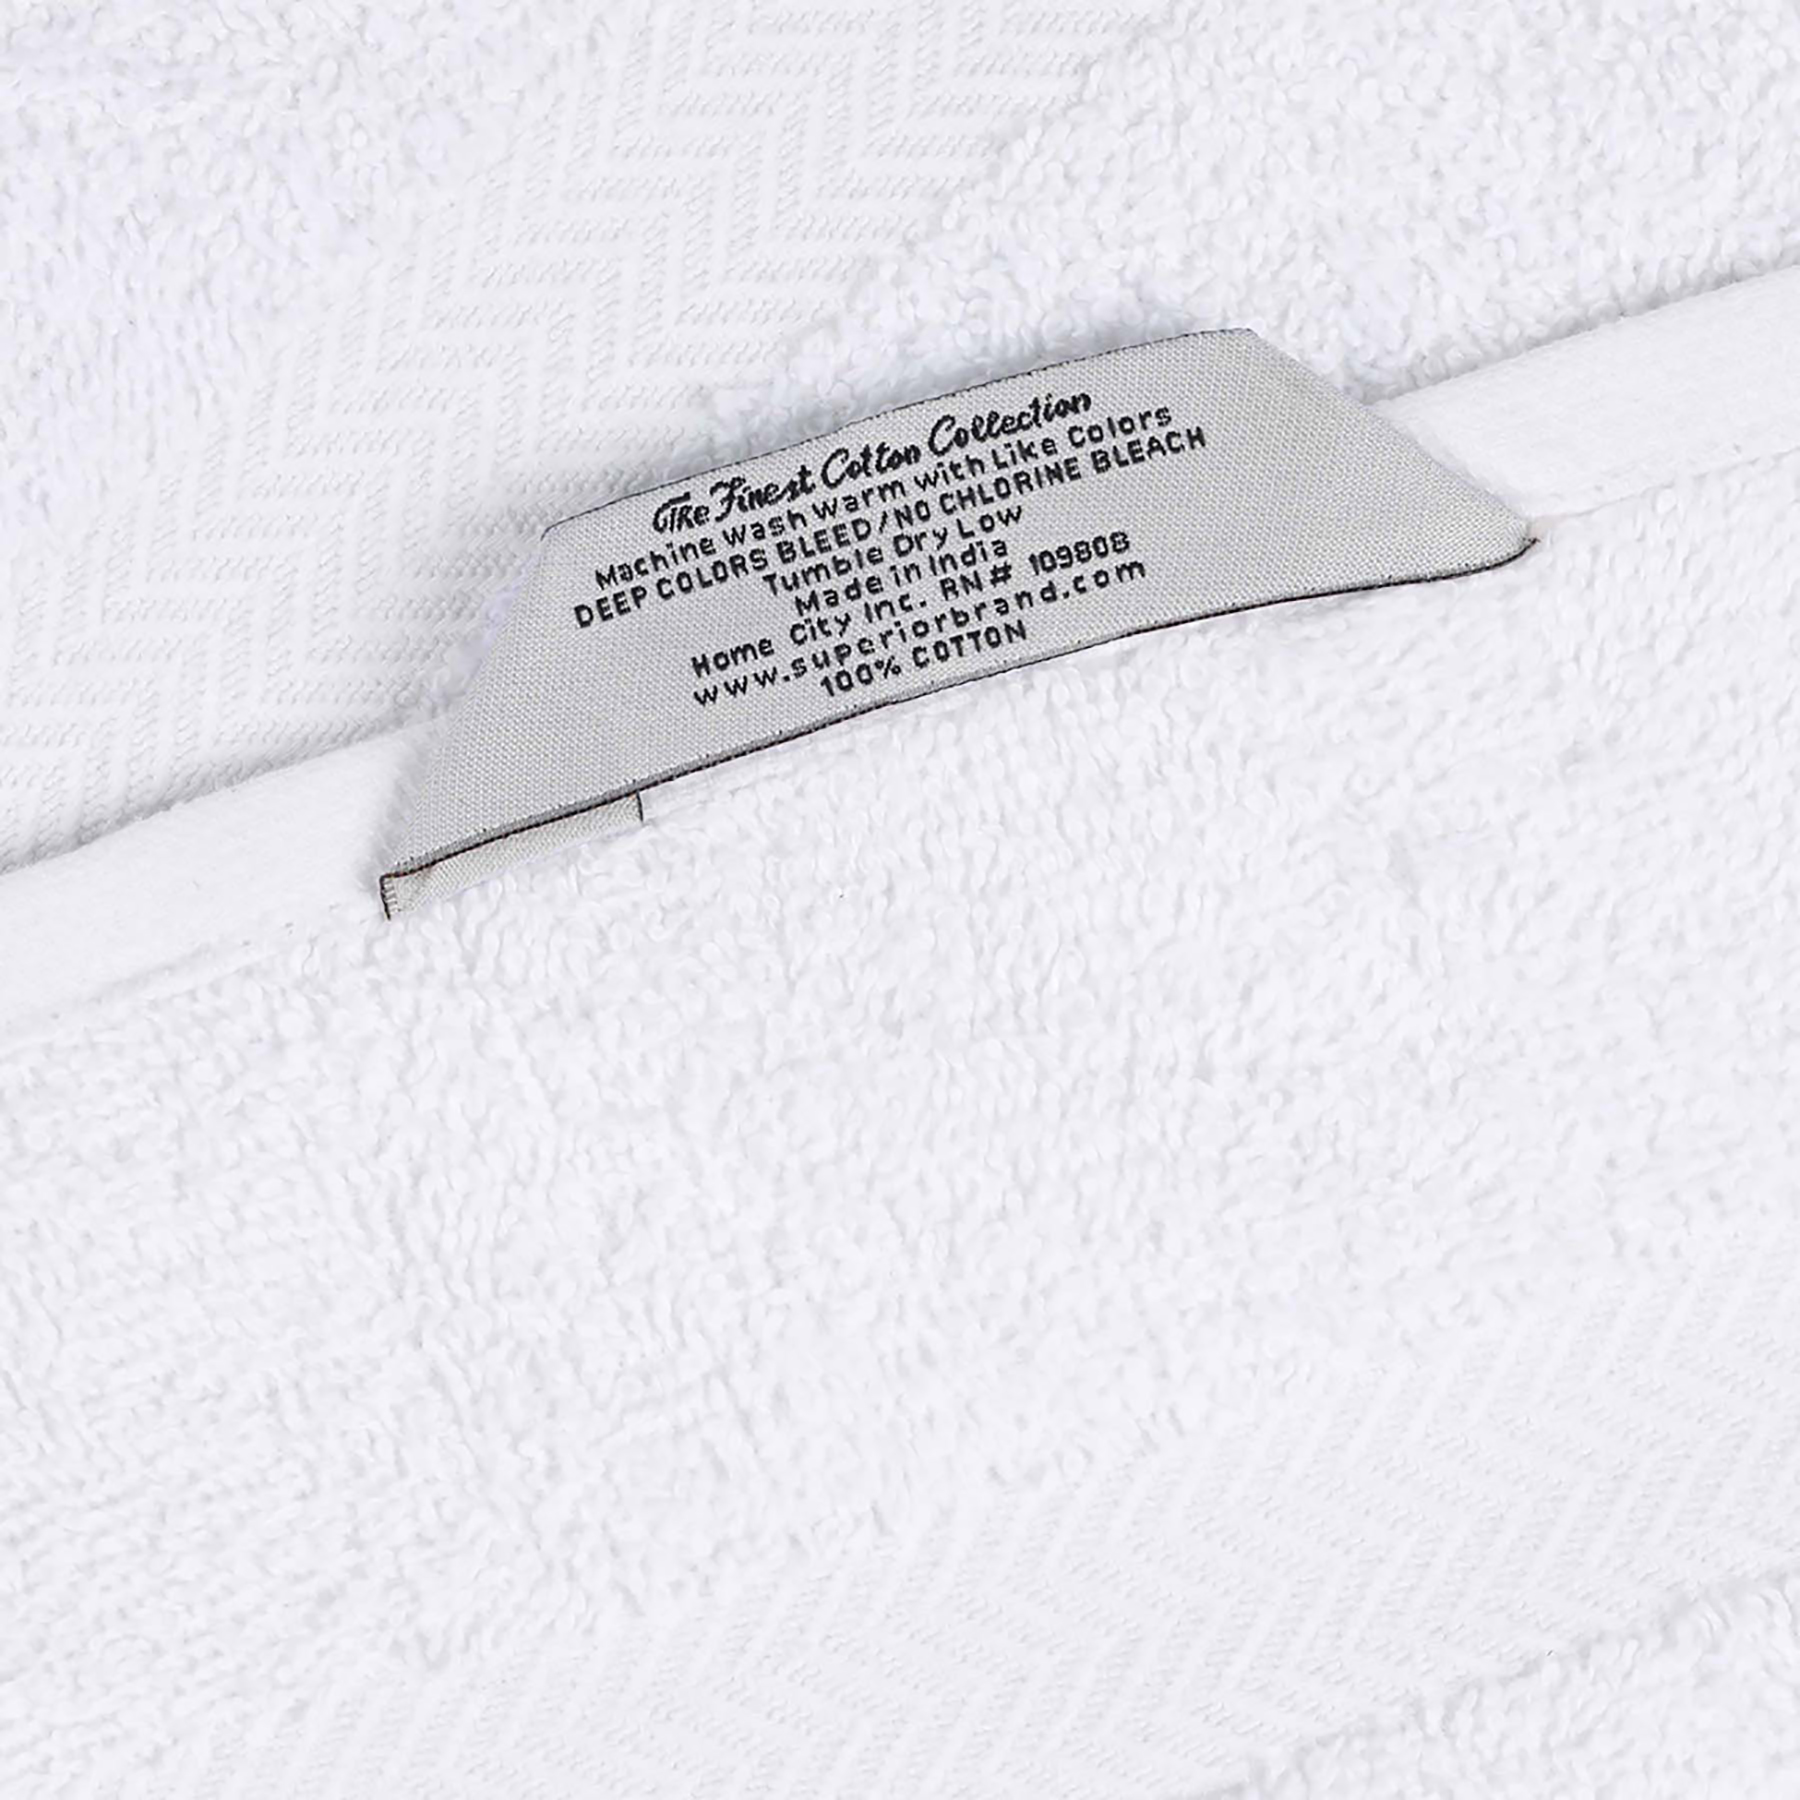 The Finest Cotton Collection
Machine Wash Warm with Like Colors
DEEP COLORS BLEED/NO CHLORINE BLEACH
Tumble Dry Low
Made in India
Home City Inc. RN# 109808
www.superiorbrand.com
100% COTTON